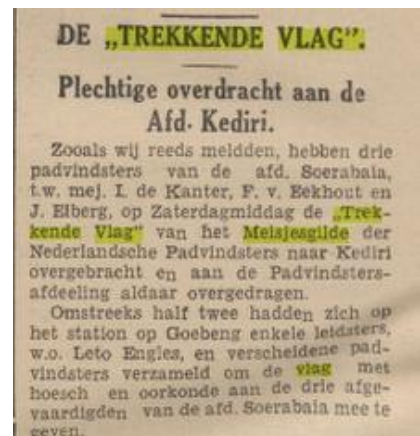 DE „TREKKENDE VLAG”.
Plechtige overdracht aan de
Afd. Kediri.
Zooals wij reeds meldden, hebben drie
padvindsters van de afd. Soerabaia,
t.w. mej. I. de Kanter, F. v. Eekhout en
J. Elberg, op Zaterdagmiddag de „Trek-
kende Vlag” van het Meisjesgilde der
Nederlandsche Padvindsters naar Kediri
overgebracht en aan de Padvindsters-
afdeeling aldaar overgedragen.
Omstreeks half twee hadden zich op
het station op Goebeng enkele leidsters,
w.o. Leto Engles, en verscheidene pad-
vindsters verzameld om de vlag met
hoesch en oorkonde aan de drie afge-
vaardigden van de afd. Soerabaia mee te
geven.